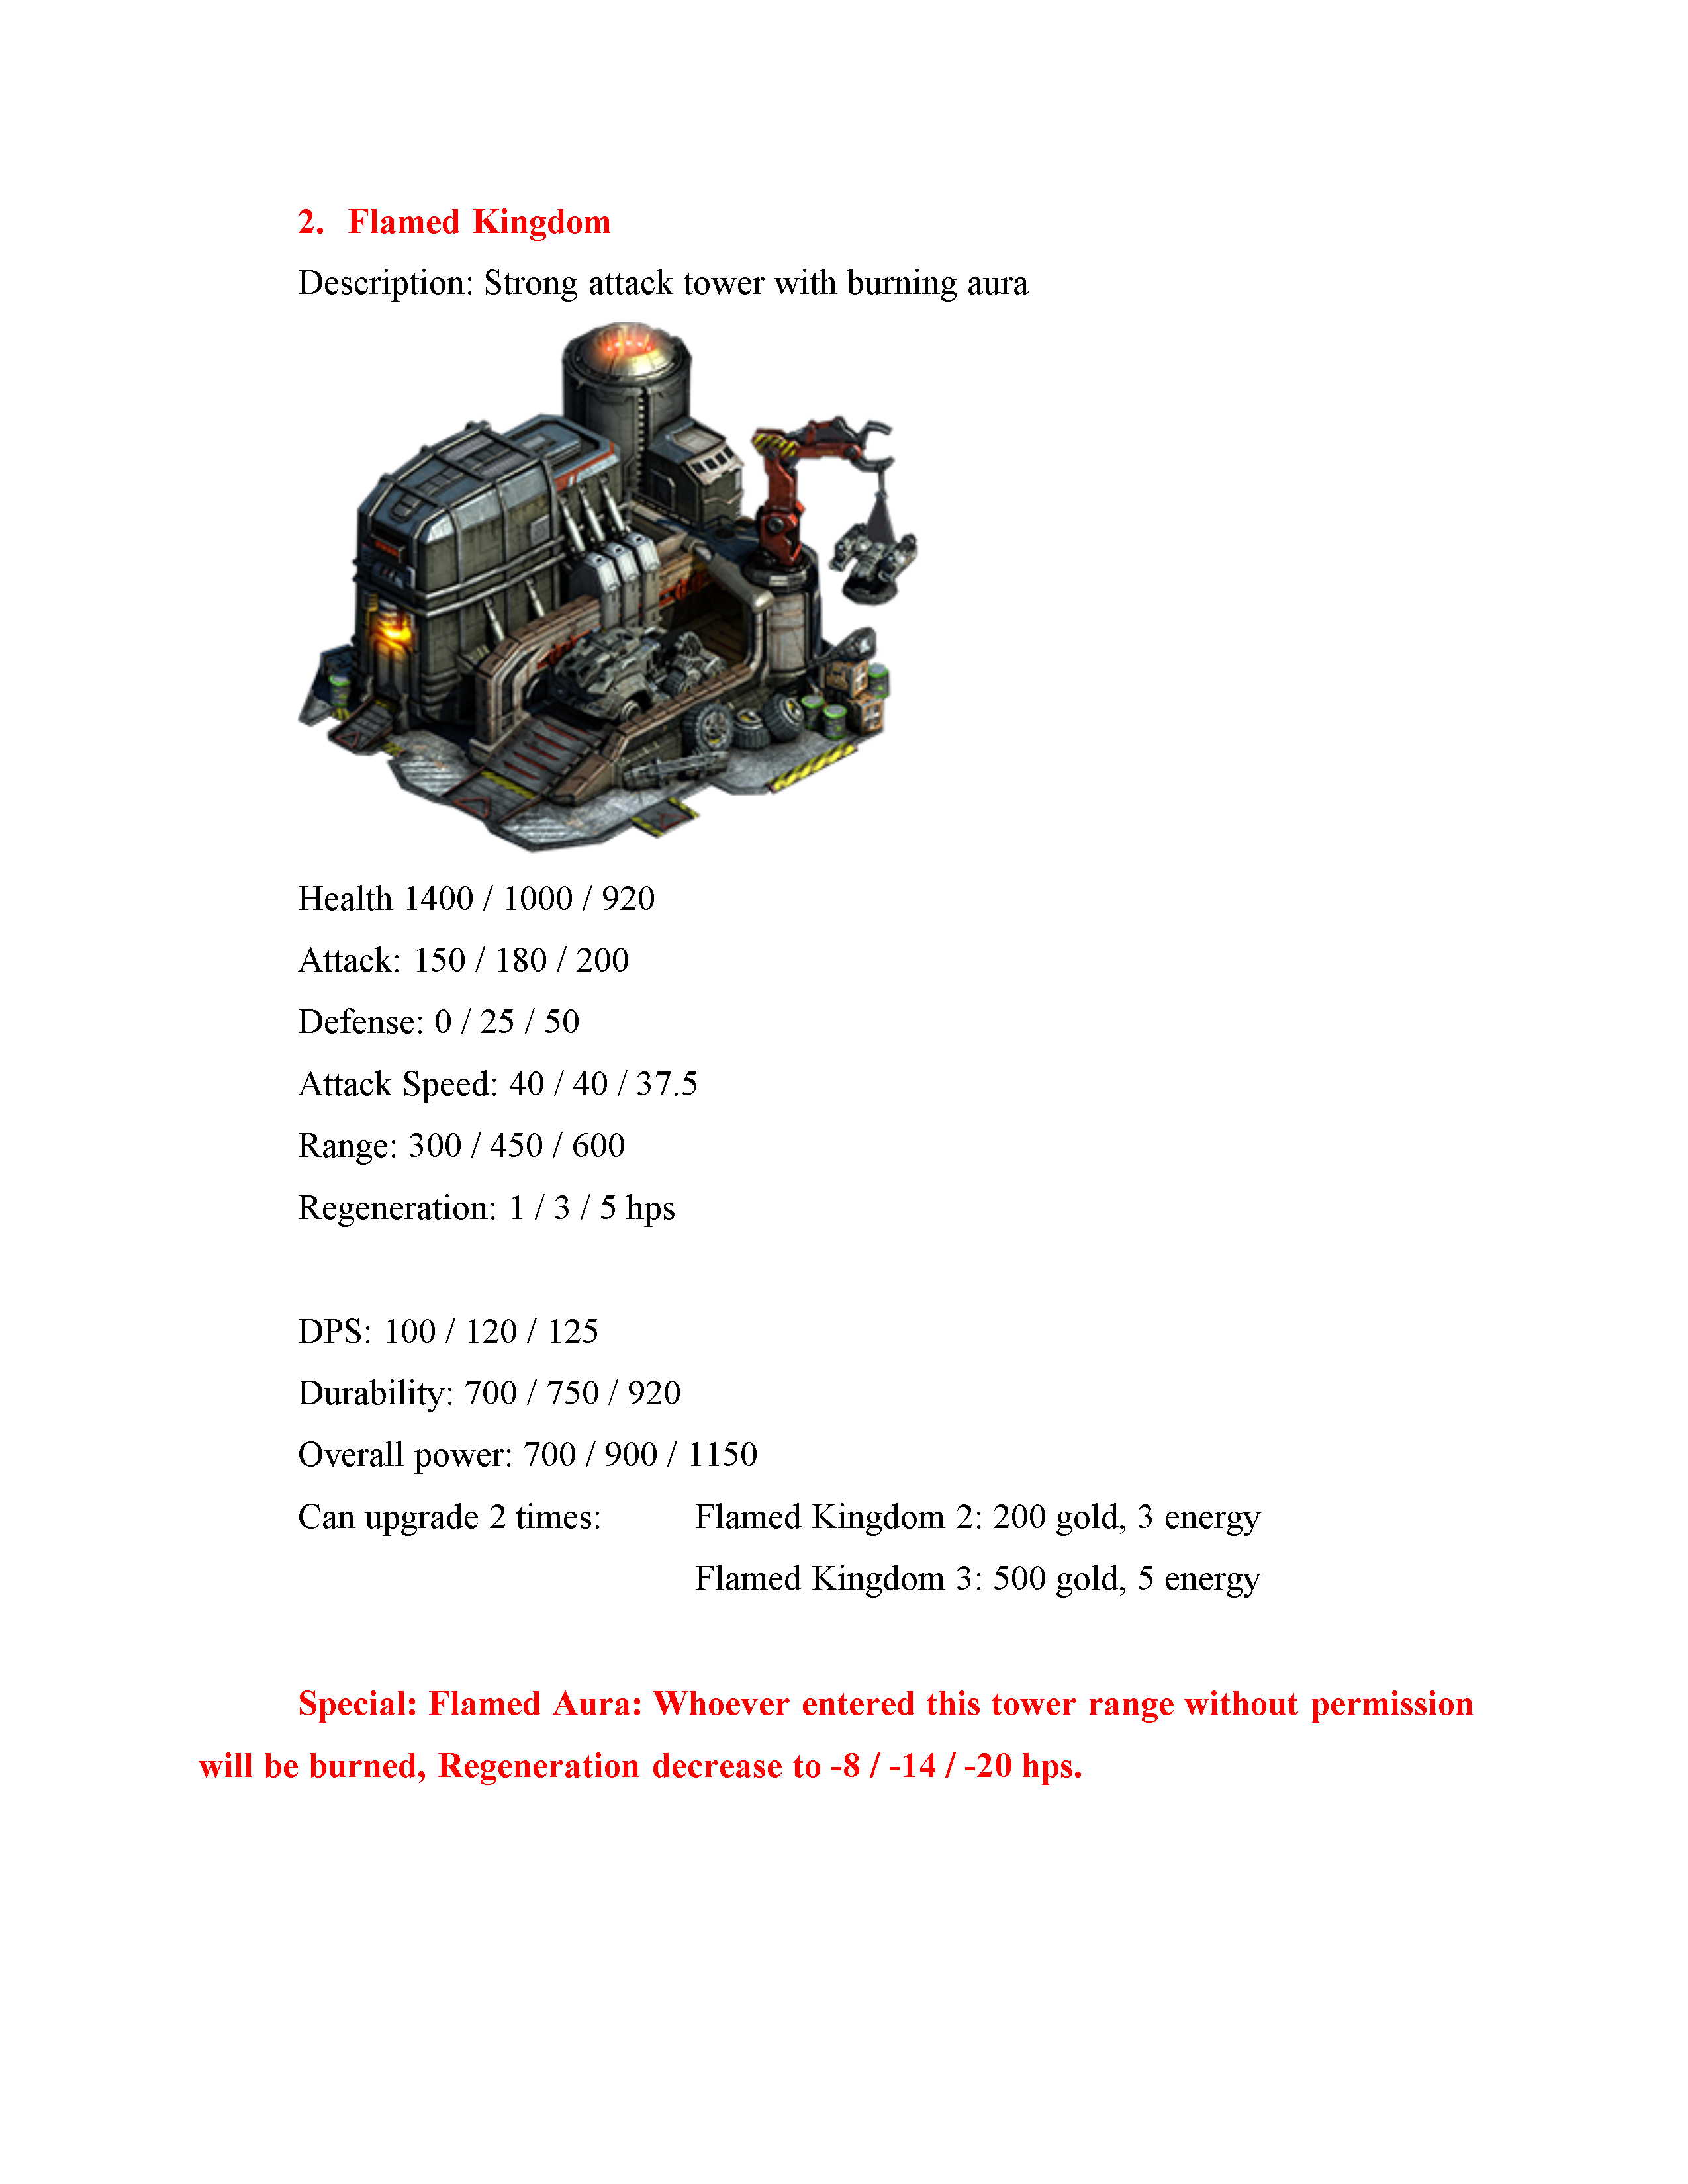 2. Flamed Kingdom
Description: Strong attack tower with burning aura
Health 1400 / 1000 / 920
Attack: 150 / 180 / 200
Defense: 0 / 25 / 50
Attack Speed: 40 / 40 / 37.5
Range: 300 / 450 / 600
Regeneration: 1 / 3 / 5 hps
DPS: 100 / 120 / 125
Durability: 700 / 750 / 920
Overall power: 700 / 900 / 1150
Can upgrade 2 times: Flamed Kingdom 2: 200 gold, 3 energy
Flamed Kingdom 3: 500 gold, 5 energy
Special: Flamed Aura: Whoever entered this tower range without permission
will be burned, Regeneration decrease to -8 / -14 / -20 hps.